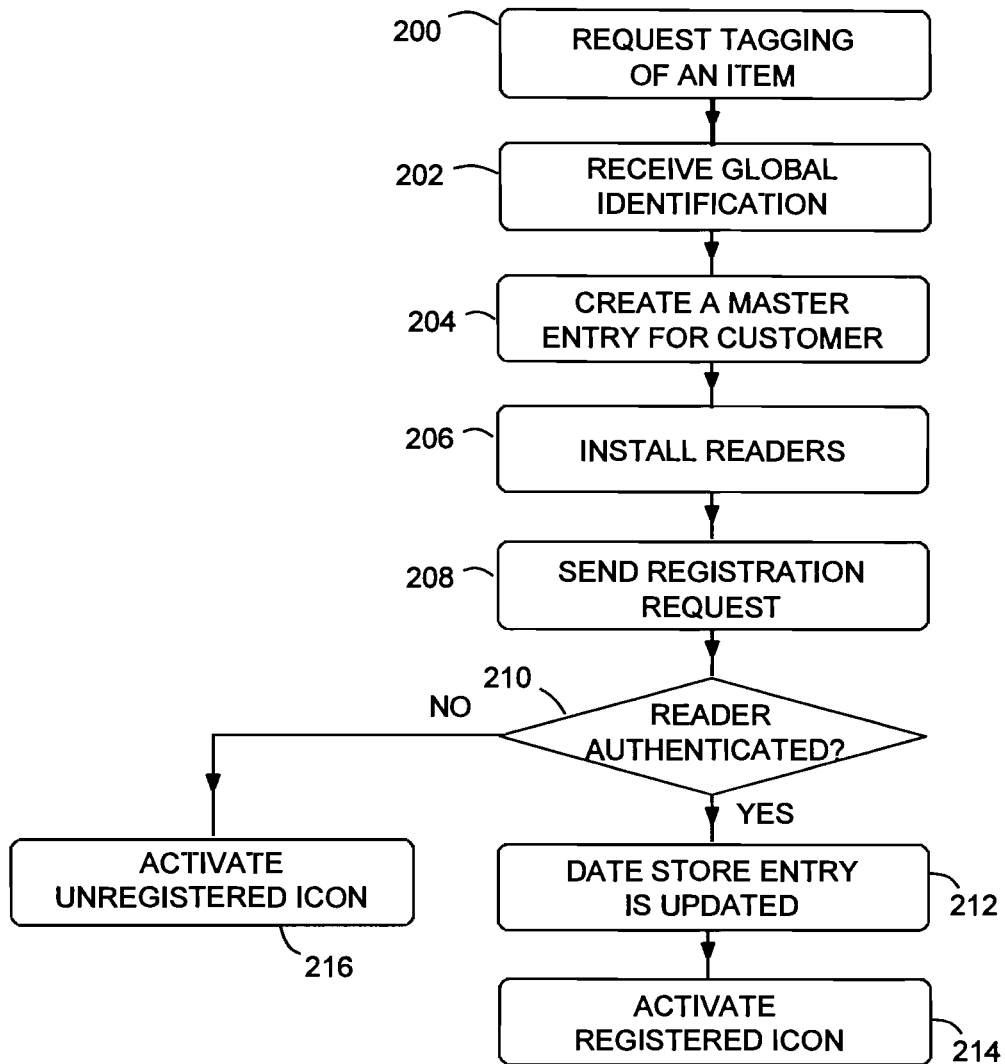 200
REQUEST TAGGING
OF AN ITEM
202
RECEIVE GLOBAL
IDENTIFICATION
204
CREATE A MASTER
ENTRY FOR CUSTOMER
206
INSTALL READERS
208
SEND REGISTRATION
REQUEST
210
NO
READER
AUTHENTICATED?
YES
ACTIVATE
UNREGISTERED ICON
216
DATE STORE ENTRY
IS UPDATED
212
ACTIVATE
REGISTERED ICON
214